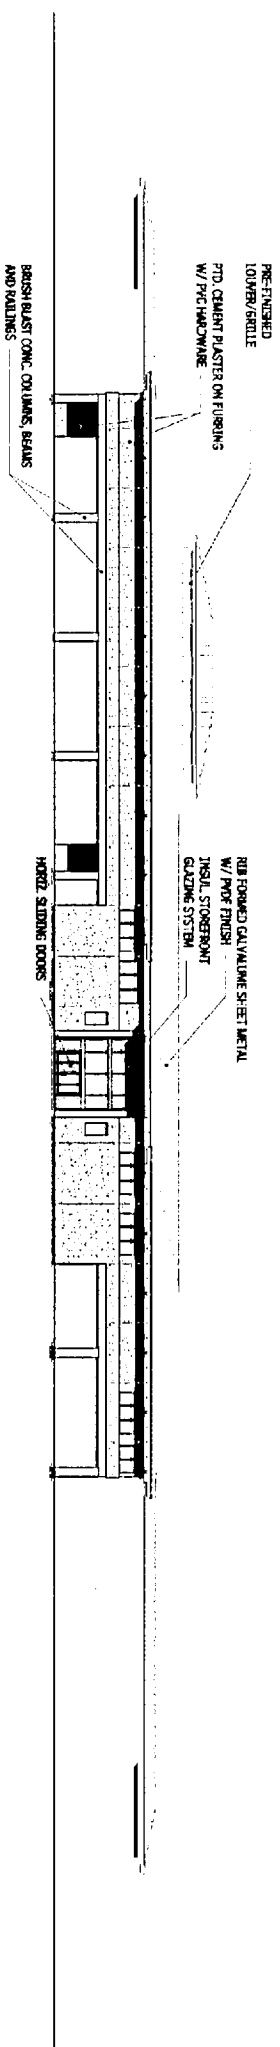 PRE-FINISHED
LOUVER/GRILLE
PTD. CEMENT PLASTER ON FURRING
W/ PVC HARDWARE
BRUSH BLAST CONC. COLUMNS, BEAMS
AND RAILINGS
RIB FORMED GALVALUME SHEET METAL
W/ PVDF FINISH
INSUL. STOREFRONT
GLAZING SYSTEM
HORIZ. SLIDING DOORS